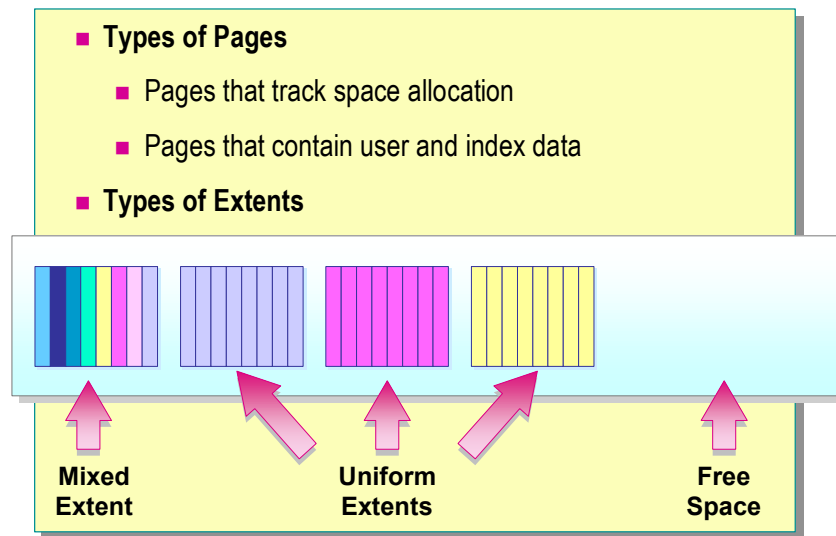 Types of Pages
Pages that track space allocation
Pages that contain user and index data
Types of Extents
Mixed
Extent
Uniform
Extents
Free
Space